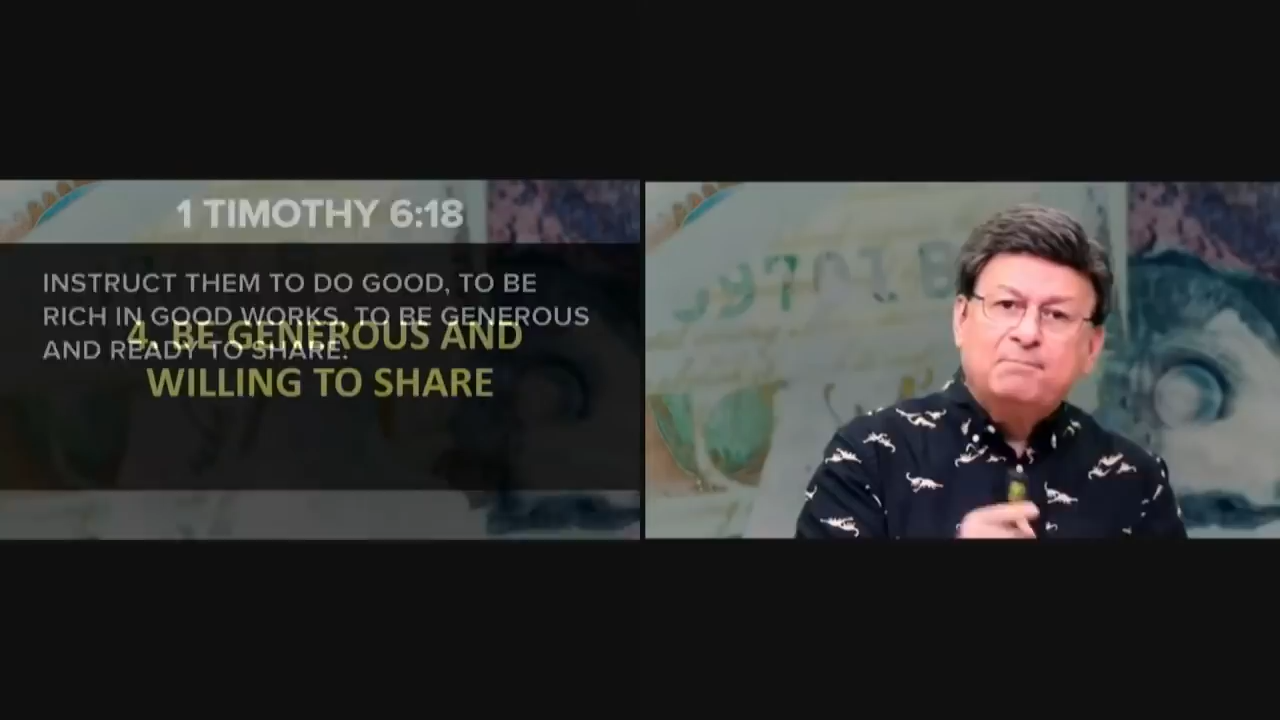 1 TIMOTHY 6:18
INSTRUCT THEM TO DO GOOD, TO BE
RICH IN GOOD WORKS, TO BE GENEROUS
AND READY TO SHARE.
4. BE GENEROUS AND
WILLING TO SHARE